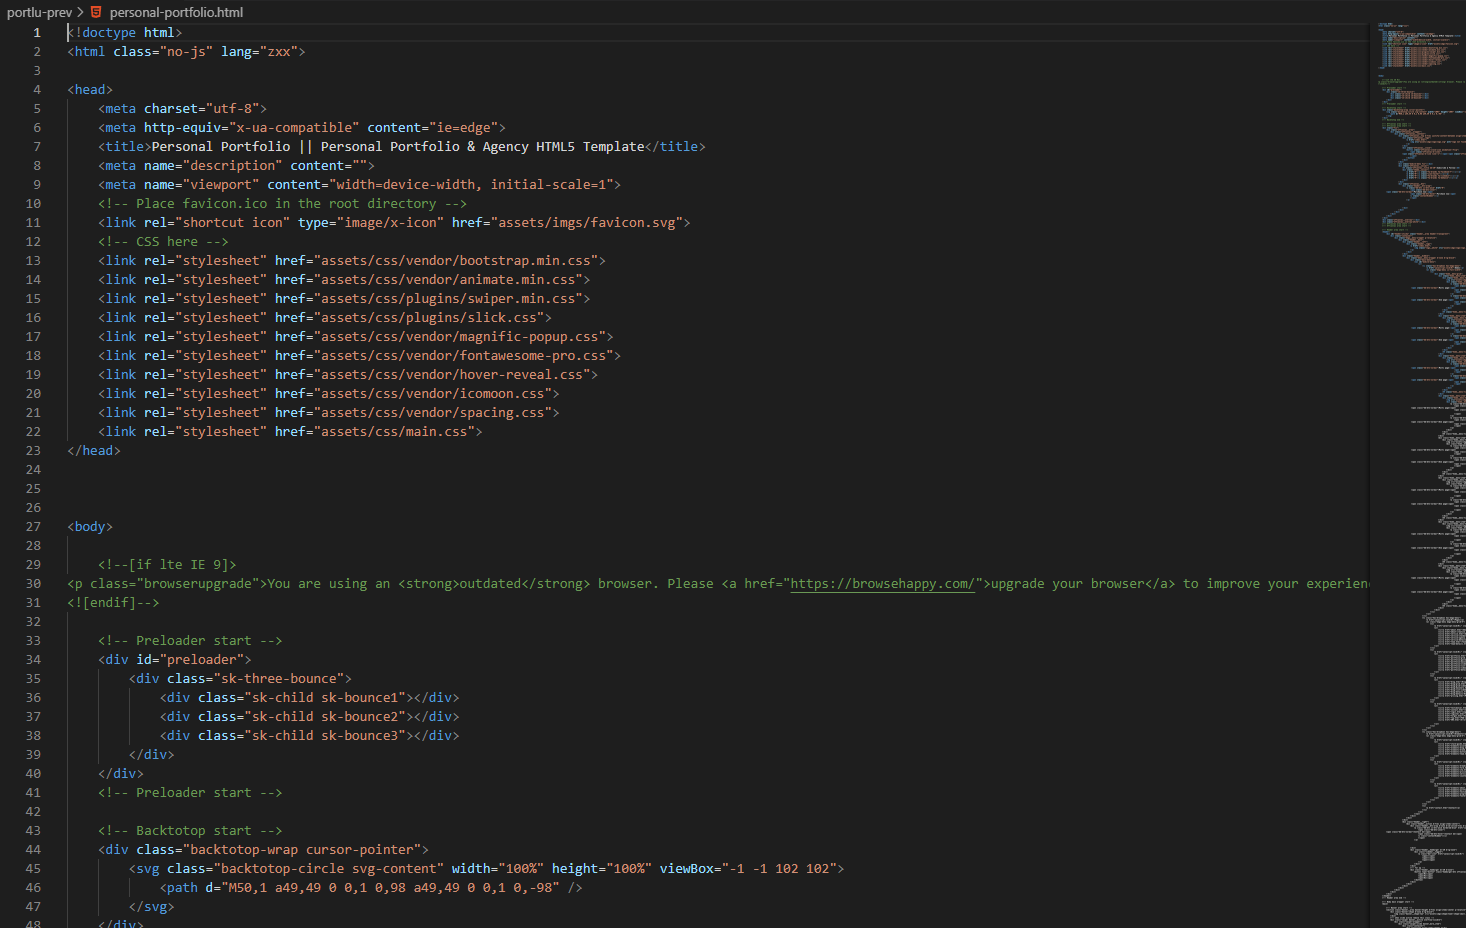 portlu-prev > personal-portfolio.html
1 <!doctype html>
2 <html class="no-js" lang="zxx">
3
4 <head>
5     <meta charset="utf-8">
6     <meta http-equiv="x-ua-compatible" content="ie=edge">
7     <title>Personal Portfolio || Personal Portfolio & Agency HTML5 Template</title>
8     <meta name="description" content="">
9     <meta name="viewport" content="width=device-width, initial-scale=1">
10     <!-- Place favicon.ico in the root directory -->
11     <link rel="shortcut icon" type="image/x-icon" href="assets/imgs/favicon.svg">
12     <!-- CSS here -->
13     <link rel="stylesheet" href="assets/css/vendor/bootstrap.min.css">
14     <link rel="stylesheet" href="assets/css/vendor/animate.min.css">
15     <link rel="stylesheet" href="assets/css/plugins/swiper.min.css">
16     <link rel="stylesheet" href="assets/css/plugins/slick.css">
17     <link rel="stylesheet" href="assets/css/vendor/magnific-popup.css">
18     <link rel="stylesheet" href="assets/css/vendor/fontawesome-pro.css">
19     <link rel="stylesheet" href="assets/css/vendor/hover-reveal.css">
20     <link rel="stylesheet" href="assets/css/vendor/icomoon.css">
21     <link rel="stylesheet" href="assets/css/vendor/spacing.css">
22     <link rel="stylesheet" href="assets/css/main.css">
23 </head>
24
25
26
27 <body>
28
29     <!--[if lte IE 9]>
30 <p class="browserupgrade">You are using an <strong>outdated</strong> browser. Please <a href="https://browsehappy.com/">upgrade your browser</a> to improve your experien
31 <![endif]-->
32
33     <!-- Preloader start -->
34     <div id="preloader">
35         <div class="sk-three-bounce">
36             <div class="sk-child sk-bounce1"></div>
37             <div class="sk-child sk-bounce2"></div>
38             <div class="sk-child sk-bounce3"></div>
39         </div>
40     </div>
41     <!-- Preloader start -->
42
43     <!-- Backtotop start -->
44     <div class="backtotop-wrap cursor-pointer">
45         <svg class="backtotop-circle svg-content" width="100%" height="100%" viewBox="-1 -1 102 102">
46             <path d="M50,1 a49,49 0 0,1 0,98 a49,49 0 0,1 0,-98" />
47         </svg>
48     </div>